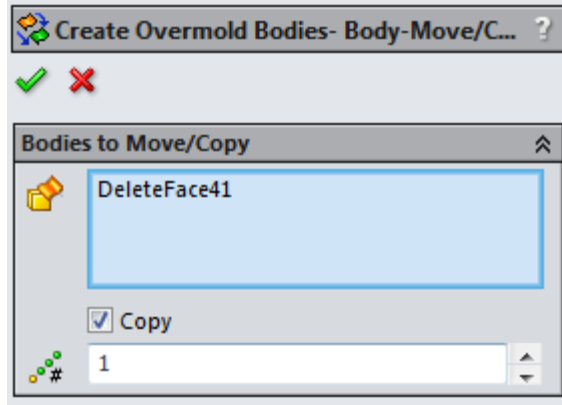 Create Overmold Bodies- Body-Move/C... ?
Bodies to Move/Copy
DeleteFace41
Copy
#
1